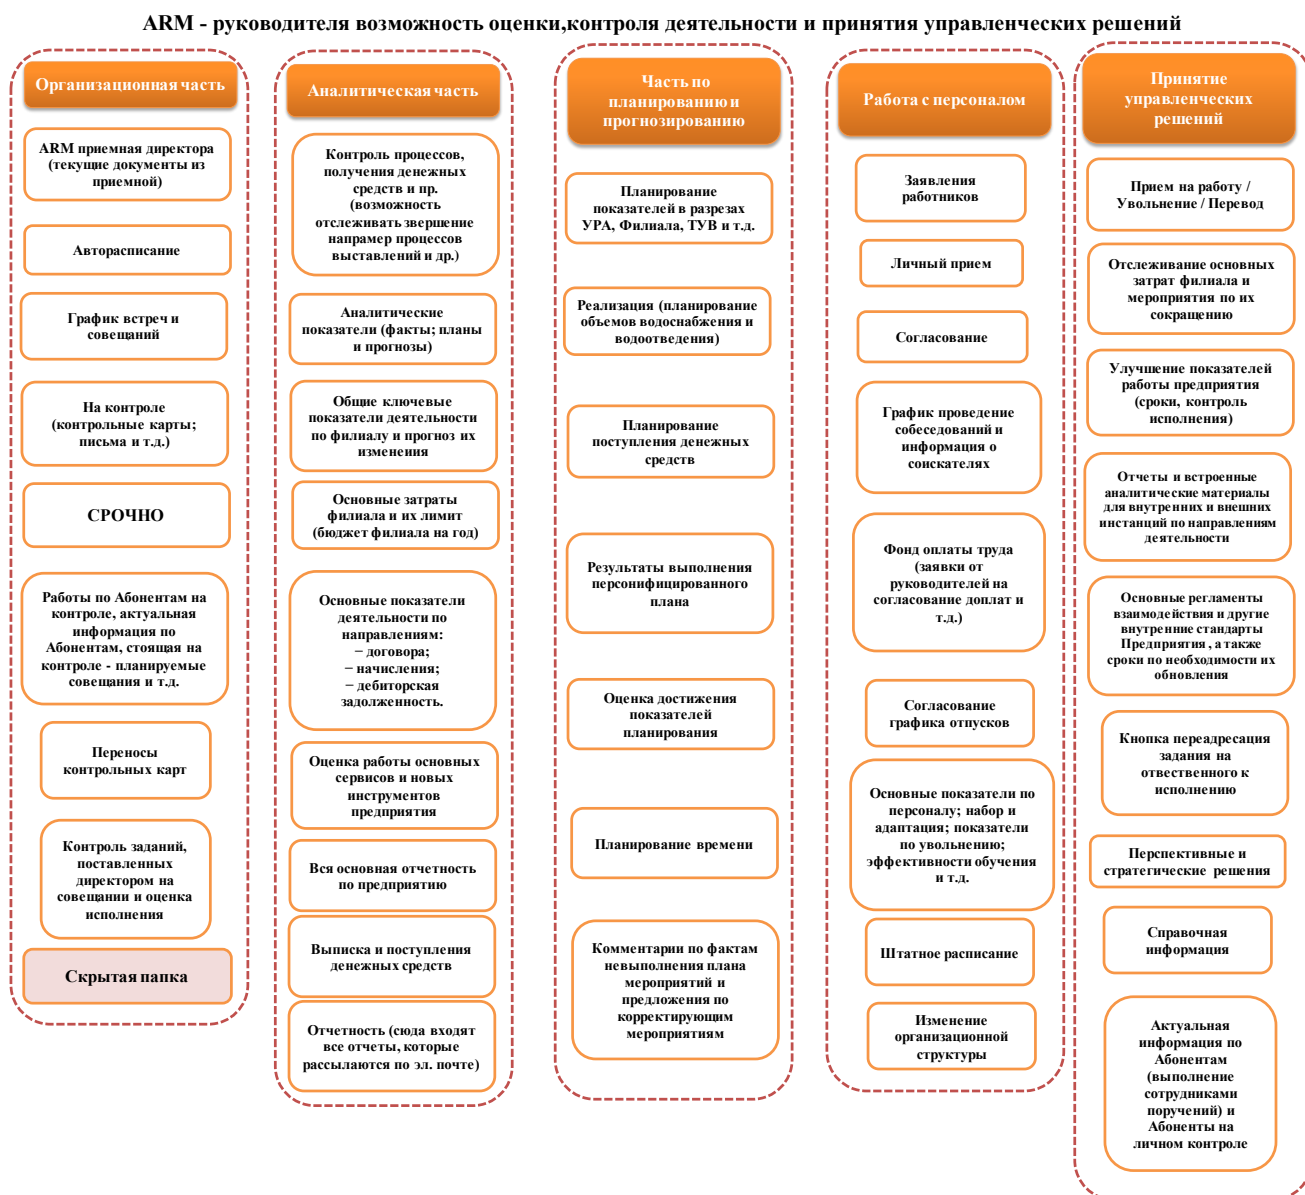 ARM - руководителя возможность оценки,контроля деятельности и принятия управленческих решений
Организационная часть
ARM приемная директора
(текущие документы из
приемной)
Авторасписание
График встреч и
совещаний
На контроле
(контрольные карты;
письма и т.д.)
СРОЧНО
Работы по Абонентам на
контроле, актуальная
информация по
Абонентам, стоящая на
контроле - планируемые
совещания и т.д.
Переносы
контрольных карт
Контроль заданий,
поставленных
директором на
совещании и оценка
исполнения
Скрытая папка
Аналитическая часть
Контроль процессов,
получения денежных
средств и пр.
(возможность
отслеживать звершение
напрамер процессов
выставлений и др.)
Аналитические
показатели (факты; планы
и прогнозы)
Общие ключевые
показатели деятельности
по филиалу и прогноз их
изменеия
Основные затраты
филиала и их лимит
(бюджет филиала на год)
Основные показатели
деятельности по
направлениям:
– договора;
– начисления;
– дебиторская
задолженность.
Оценка работы основных
сервисов и новых
инструментов
предприятия
Вся основная отчетность
по предприятию
Выписка и поступления
денежных средств
Отчетность (сюда входят
все отчеты, которые
рассылаются по эл. почте)
Часть по
планированию и
прогнозированию
Планирование
показателей в разрезах
УРА, Филиала, ТУВ и т.д.
Реализация (планирование
объемов водоснабжения и
водоотведения)
Планирование
поступления денежных
средств
Результаты выполнения
персонифицированного
плана
Оценка достижения
показателей
планирования
Планирование времени
Комментарии по фактам
невыполнения плана
мероприятий и
предложения по
корректирующим
мероприятиям
Работа с персоналом
Заявления
работников
Личный прием
Согласование
График проведение
собеседований и
информация о
соискателях
Фонд оплаты труда
(заявки от
руководителей на
согласование доплат и
т.д.)
Согласование
графика отпусков
Основные показатели по
персоналу; набор и
адаптация; показатели
по увольнению;
эффективности обучения
и т.д.
Штатное расписание
Изменение
организационной
структуры
Принятие
управленческих
решений
Прием на работу /
Увольнение / Перевод
Отслеживание основных
затрат филиала и
мероприятия по их
сокращению
Улучшение показателей
работы предприятия
(сроки, контроль
исполнения)
Отчеты и встроенные
аналитические материалы
для внутренних и внешних
инстанций по направлениям
деятельности
Основные регламенты
взаимодействия и другие
внутренние стандарты
Предприятия, а также
сроки по необходимости их
обновления
Кнопка переадресация
задания на
отвественного к
исполнению
Перспективные и
стратегические решения
Справочная
информация
Актуальная
информация по
Абонентам
(выполнение
сотрудниками
поручений) и
Абоненты на
личном контроле